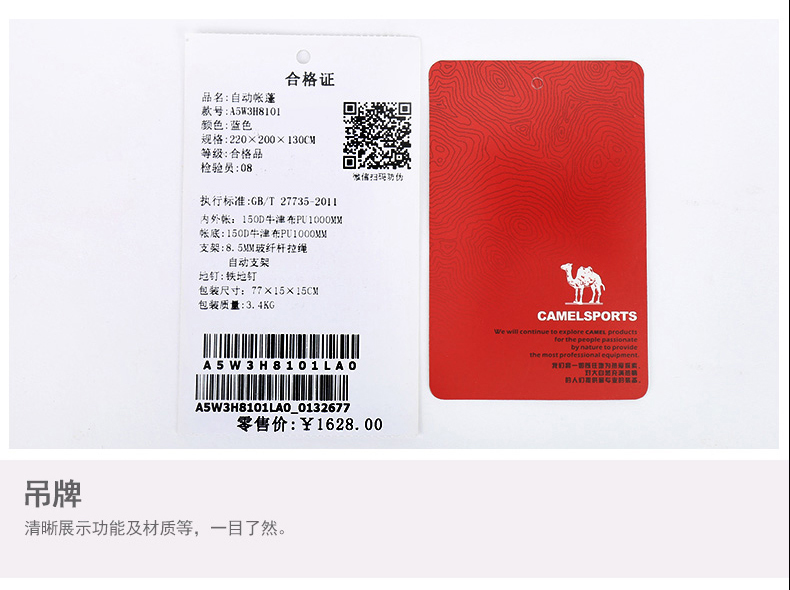 合格证
品名:自动帐篷
款号:A5W3H8101
颜色:蓝色
规格:220×200×130CM
等级:合格品
检验员:08
微信扫码防伪
执行标准:GB/T 27735-2011
内外帐: 150D牛津布PU1000MM
帐底:150D牛津布PU1000MM
支架:8.5MM玻纤杆拉绳
自动支架
地钉:铁地钉
包装尺寸: 77×15×15CM
包装质量:3.4KG
A5W3H8101LA0
A5W3H8101LA0_0132677
零售价:¥1628.00
CAMELSPORTS
We will continue to explore CAMEL products
for the people passionate
by nature to provide
the most professional equipment
吊牌
清晰展示功能及材质等，一目了然。